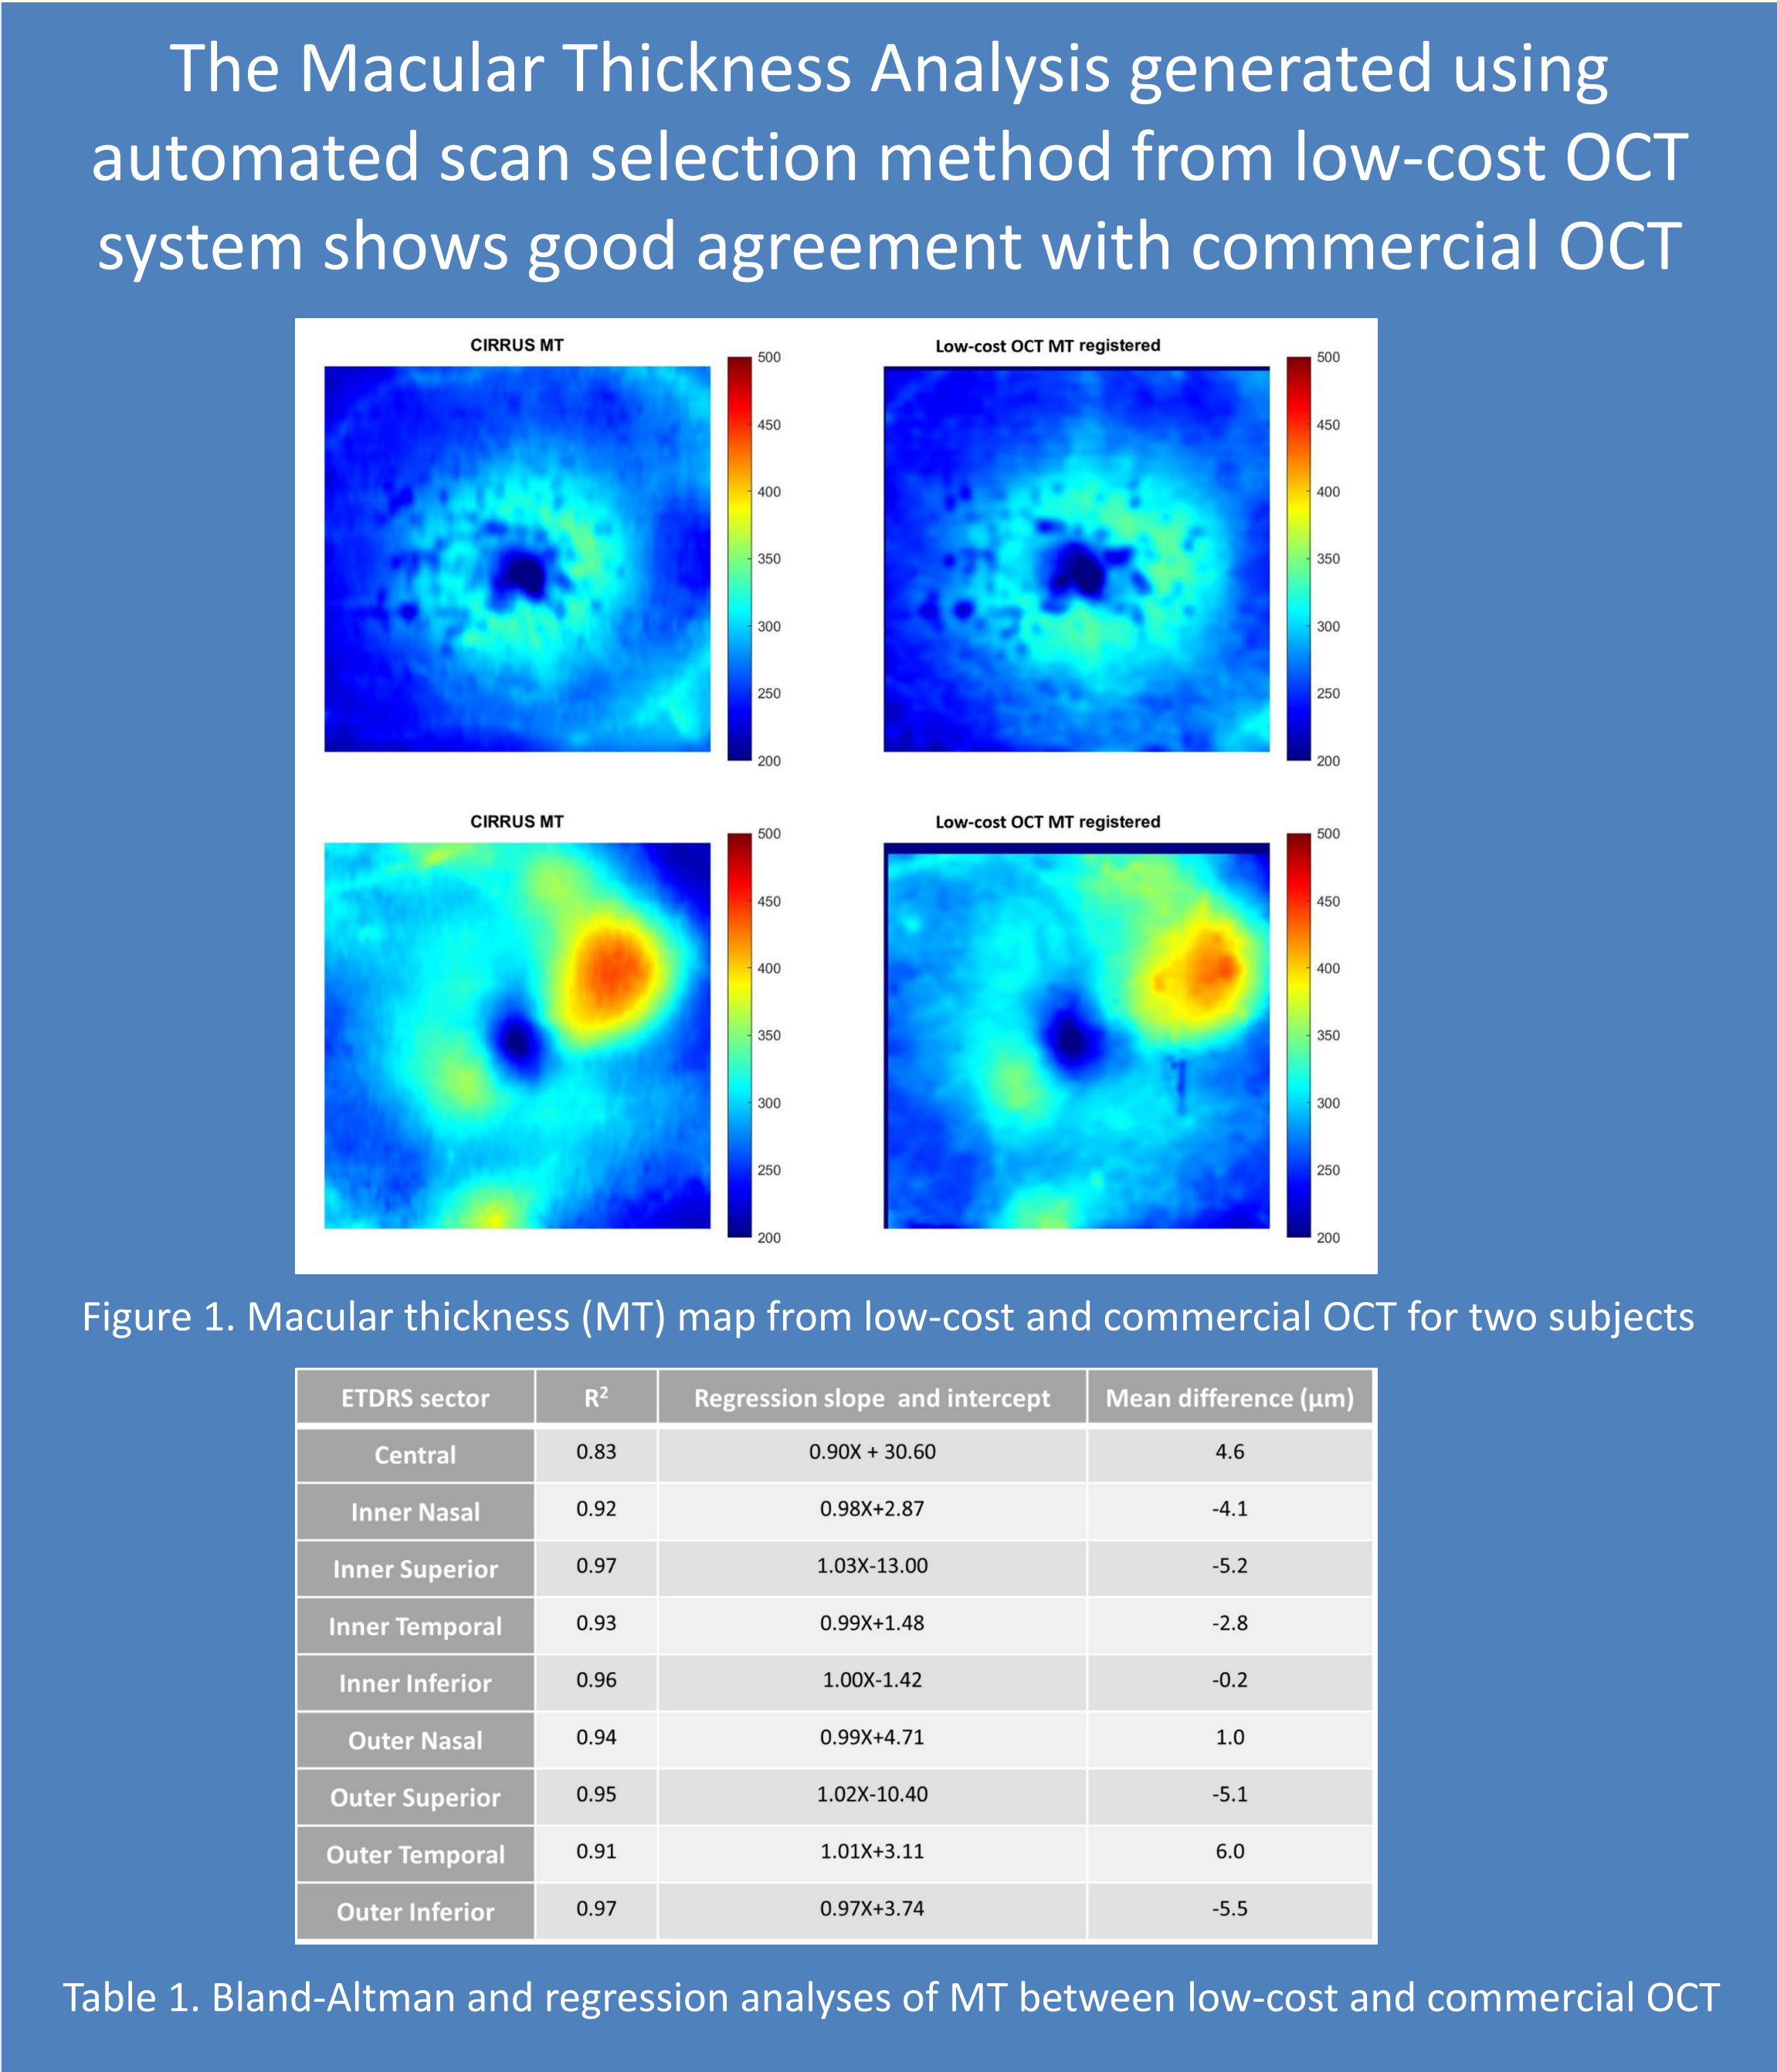 The Macular Thickness Analysis generated using
automated scan selection method from low-cost OCT
system shows good agreement with commercial OCT
CIRRUS MT
500
450
400
350
300
250
200
Low-cost OCT MT registered
500
450
400
350
300
250
200
CIRRUS MT
500
450
400
350
300
250
200
Low-cost OCT MT registered
500
450
400
350
300
250
200
Figure 1. Macular thickness (MT) map from low-cost and commercial OCT for two subjects
ETDRS sector R² Regression slope and intercept Mean difference (μm)
Central 0.83 0.90X + 30.60 4.6
Inner Nasal 0.92 0.98X+2.87 -4.1
Inner Superior 0.97 1.03X-13.00 -5.2
Inner Temporal 0.93 0.99X+1.48 -2.8
Inner Inferior 0.96 1.00X-1.42 -0.2
Outer Nasal 0.94 0.99X+4.71 1.0
Outer Superior 0.95 1.02X-10.40 -5.1
Outer Temporal 0.91 1.01X+3.11 6.0
Outer Inferior 0.97 0.97X+3.74 -5.5
Table 1. Bland-Altman and regression analyses of MT between low-cost and commercial OCT